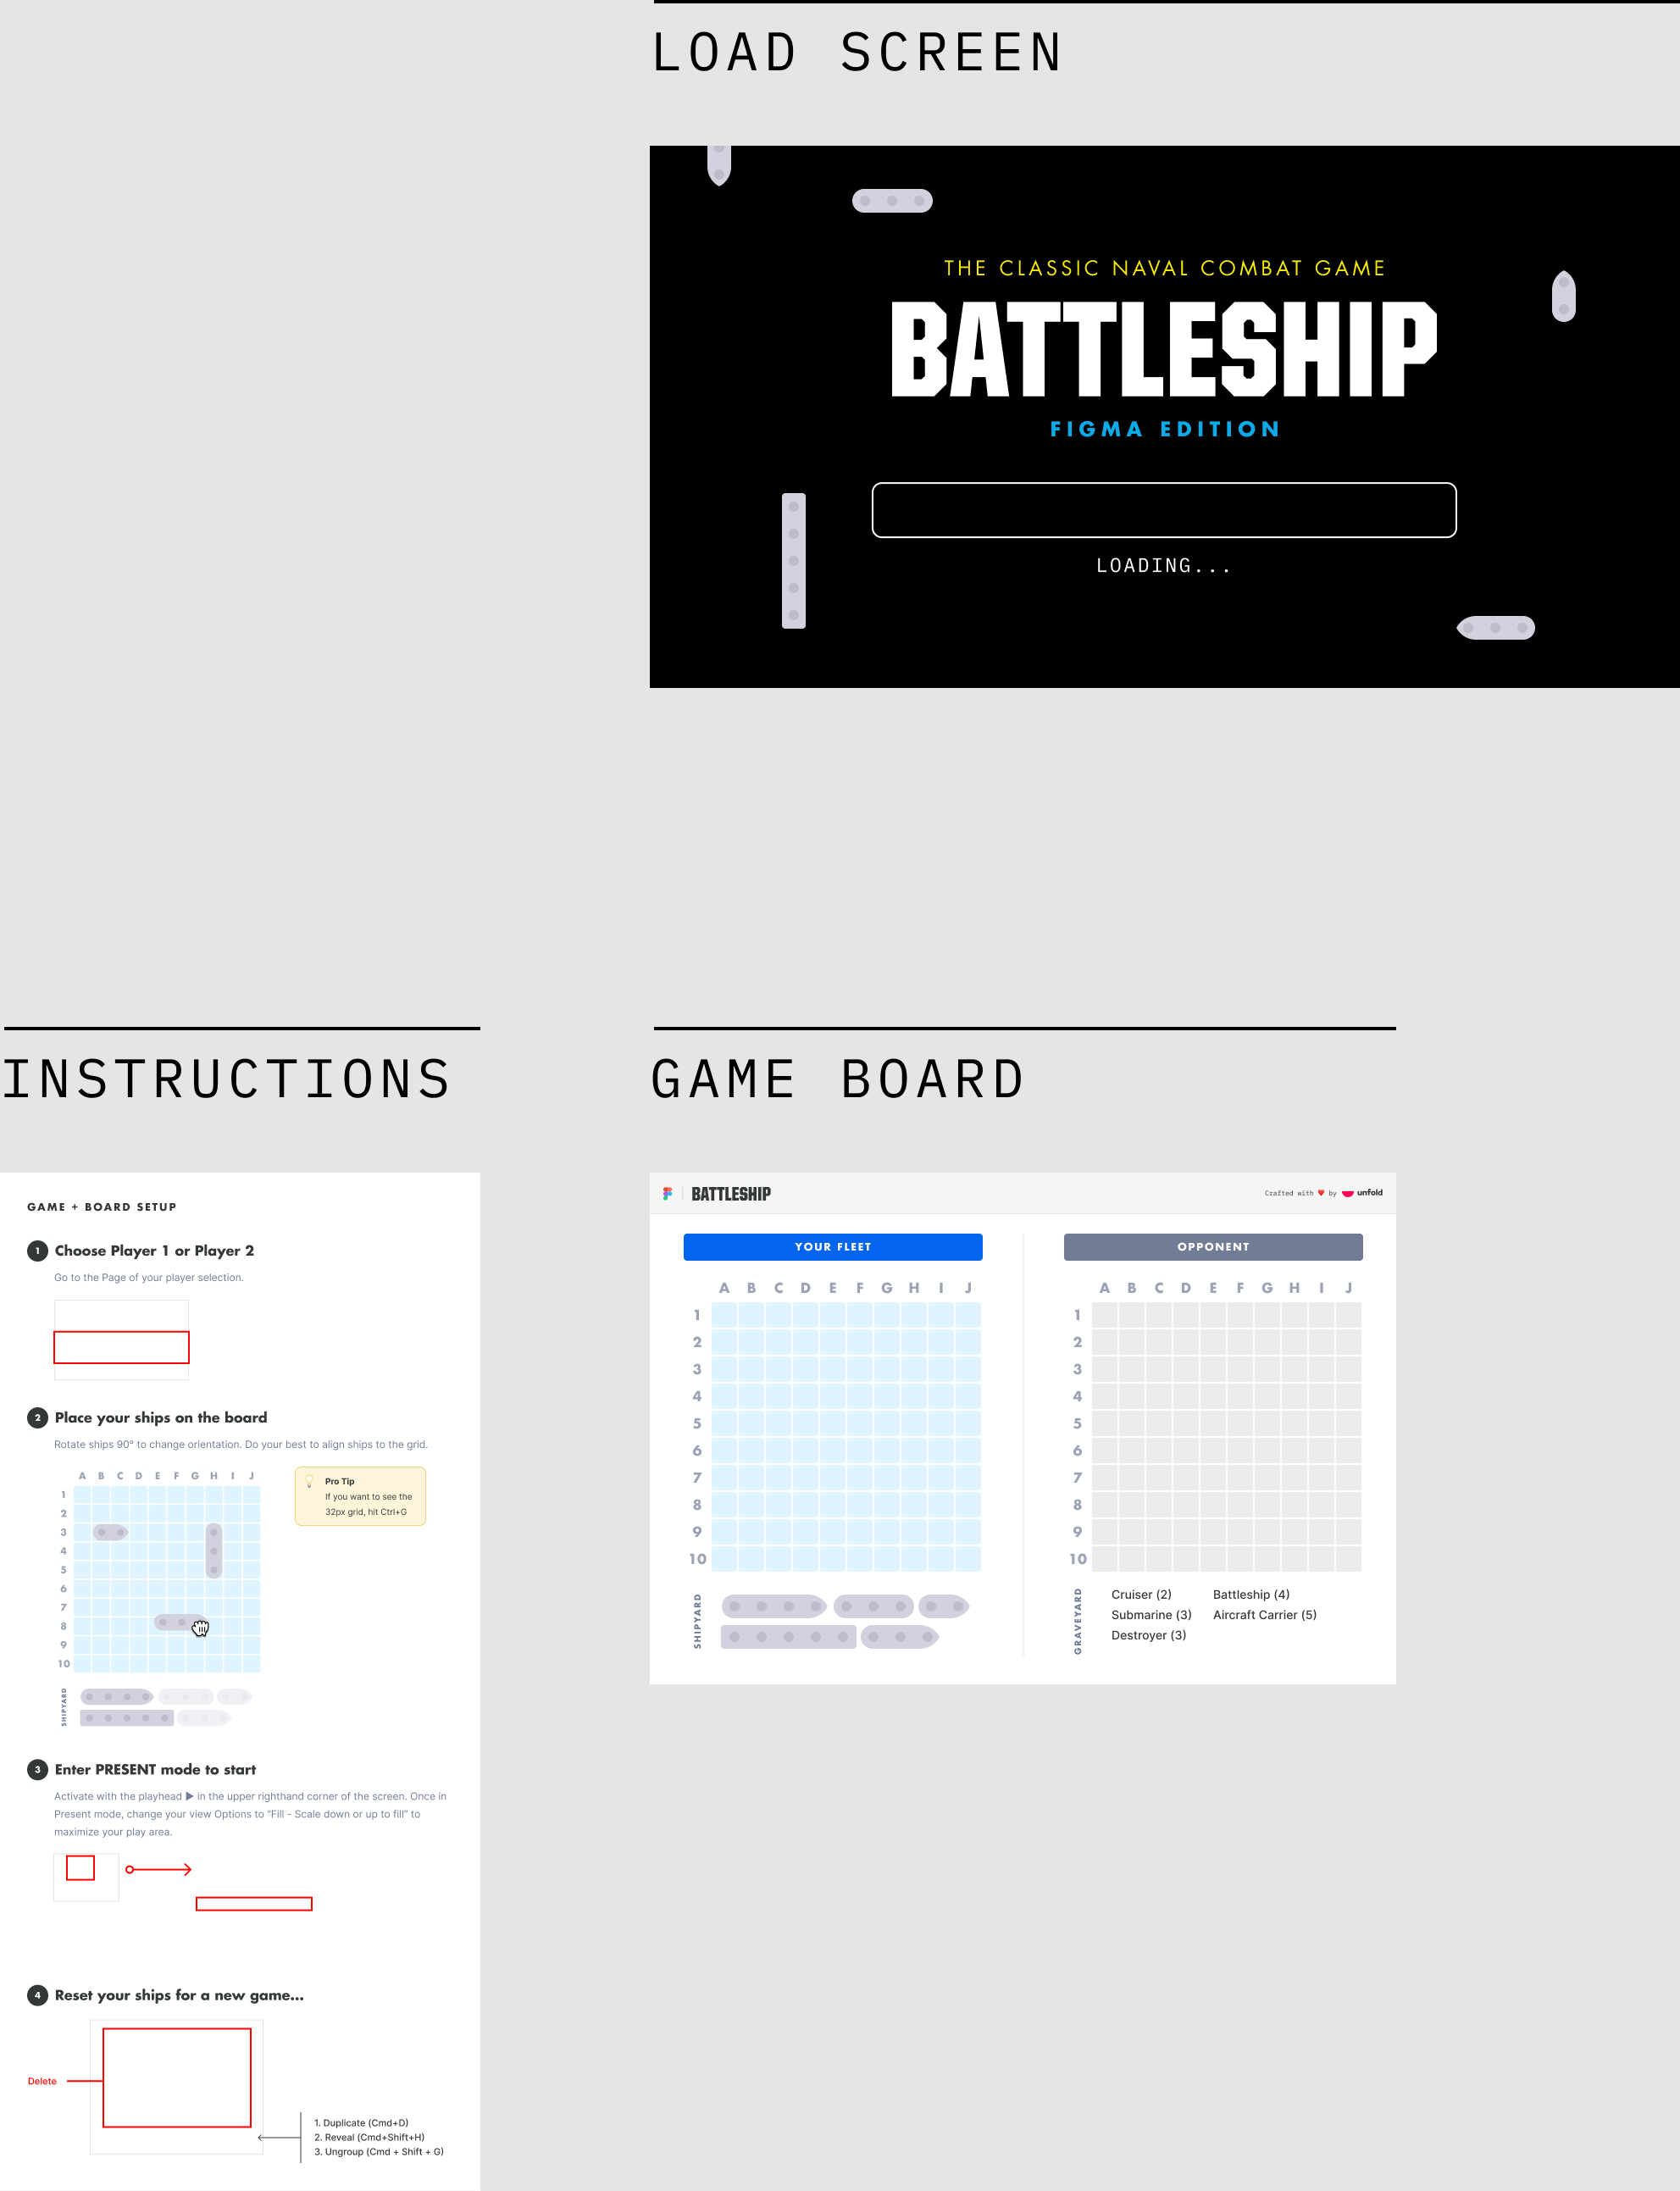 LOAD SCREEN
THE CLASSIC NAVAL COMBAT GAME
BATTLESHIP
FIGMA EDITION
LOADING...
INSTRUCTIONS
GAME + BOARD SETUP
1 Choose Player 1 or Player 2
Go to the Page of your player selection.
2 Place your ships on the board
Rotate ships 90° to change orientation. Do your best to align ships to the grid.
A B C D E F G H I J
1
2
3
4
5
6
7
8
9
10
SHIPYARD
Pro Tip
If you want to see the
32px grid, hit Ctrl+G
3 Enter PRESENT mode to start
Activate with the playhead ▶ in the upper righthand corner of the screen. Once in
Present mode, change your view Options to "Fill - Scale down or up to fill" to
maximize your play area.
4 Reset your ships for a new game...
Delete
1. Duplicate (Cmd+D)
2. Reveal (Cmd+Shift+H)
3. Ungroup (Cmd + Shift + G)
GAME BOARD
BATTLESHIP
Crafted with ❤️ by unfold
YOUR FLEET
A B C D E F G H I J
1
2
3
4
5
6
7
8
9
10
SHIPYARD
OPPONENT
A B C D E F G H I J
1
2
3
4
5
6
7
8
9
10
GRAVEYARD
Cruiser (2) Battleship (4)
Submarine (3) Aircraft Carrier (5)
Destroyer (3)